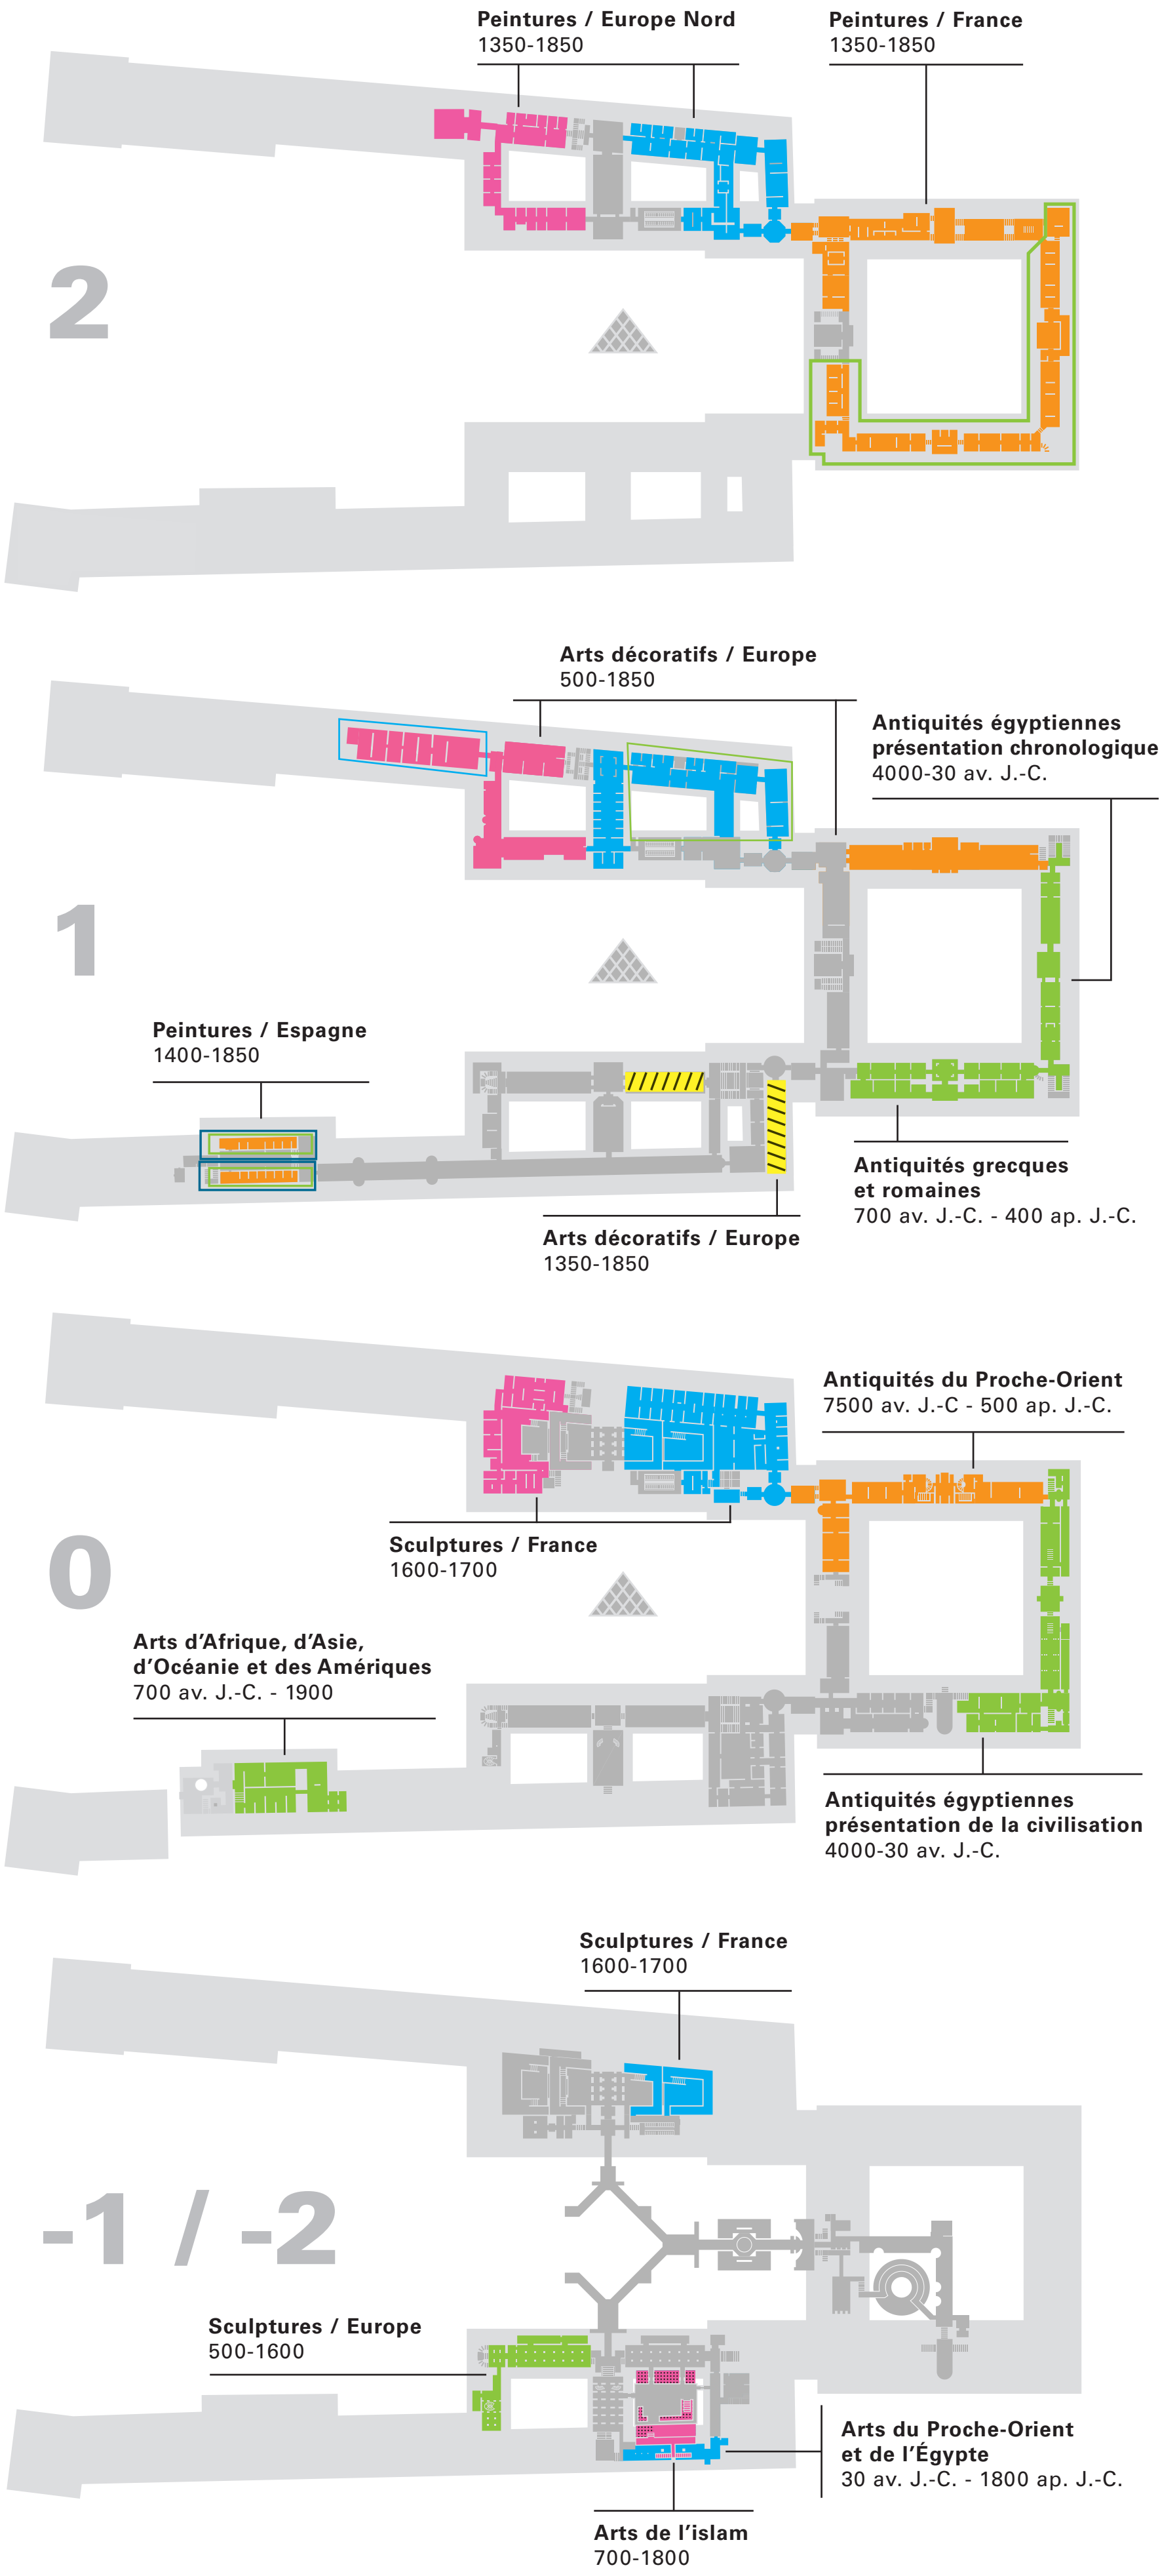 Peintures / Europe Nord
1350-1850
Peintures / France
1350-1850
2
Arts décoratifs / Europe
500-1850
Antiquités égyptiennes
présentation chronologique
4000-30 av. J.-C.
1
Peintures / Espagne
1400-1850
Antiquités grecques
et romaines
700 av. J.-C. - 400 ap. J.-C.
Arts décoratifs / Europe
1350-1850
Antiquités du Proche-Orient
7500 av. J.-C - 500 ap. J.-C.
Sculptures / France
1600-1700
0
Arts d'Afrique, d'Asie,
d'Océanie et des Amériques
700 av. J.-C. - 1900
Antiquités égyptiennes
présentation de la civilisation
4000-30 av. J.-C.
Sculptures / France
1600-1700
-1 / -2
Sculptures / Europe
500-1600
Arts du Proche-Orient
et de l'Égypte
30 av. J.-C. - 1800 ap. J.-C.
Arts de l'islam
700-1800